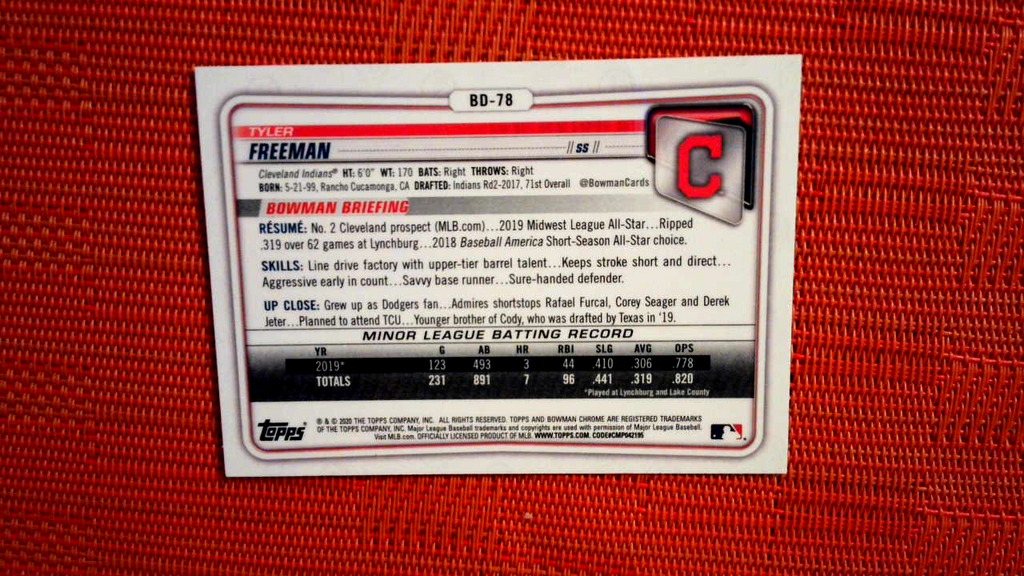 BD-78
TYLER
FREEMAN || SS ||
C
Cleveland Indians® HT: 6'0" WT: 170 BATS: Right THROWS: Right
BORN: 5-21-99, Rancho Cucamonga, CA DRAFTED: Indians Rd2-2017, 71st Overall @BowmanCards
BOWMAN BRIEFING
RÉSUMÉ: No. 2 Cleveland prospect (MLB.com)...2019 Midwest League All-Star...Ripped
.319 over 62 games at Lynchburg...2018 Baseball America Short-Season All-Star choice.
SKILLS: Line drive factory with upper-tier barrel talent...Keeps stroke short and direct...
Aggressive early in count...Savvy base runner...Sure-handed defender.
UP CLOSE: Grew up as Dodgers fan...Admires shortstops Rafael Furcal, Corey Seager and Derek
Jeter...Planned to attend TCU...Younger brother of Cody, who was drafted by Texas in '19.
MINOR LEAGUE BATTING RECORD
YR G AB HR RBI SLG AVG OPS
2019* 123 493 3 44 .410 .306 .778
TOTALS 231 891 7 96 .441 .319 .820
*Played at Lynchburg and Lake County
Topps
® & © 2020 THE TOPPS COMPANY, INC. ALL RIGHTS RESERVED. TOPPS AND BOWMAN CHROME ARE REGISTERED TRADEMARKS
OF THE TOPPS COMPANY, INC. Major League Baseball trademarks and copyrights are used with permission of Major League Baseball.
Visit MLB.com. OFFICIALLY LICENSED PRODUCT OF MLB. WWW.TOPPS.COM. CODE#CMP042195